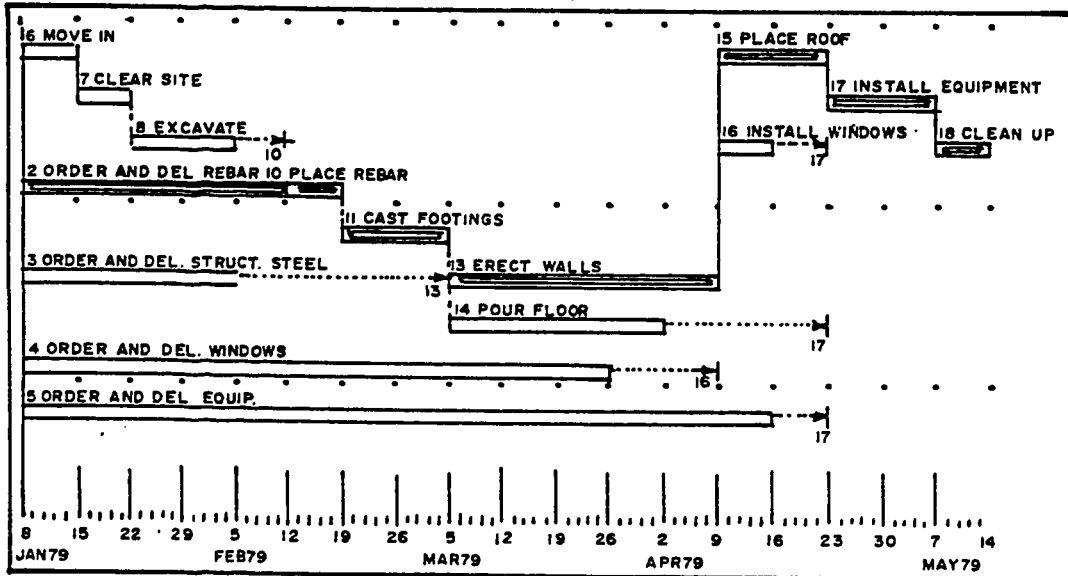 6 MOVE IN
15 PLACE ROOF
7 CLEAR SITE
17 INSTALL EQUIPMENT
8 EXCAVATE
10
16 INSTALL WINDOWS
17
18 CLEAN UP
2 ORDER AND DEL REBAR 10 PLACE REBAR
11 CAST FOOTINGS
3 ORDER AND DEL. STRUCT. STEEL
13
13 ERECT WALLS
14 POUR FLOOR
17
4 ORDER AND DEL. WINDOWS
16
5 ORDER AND DEL EQUIP.
17
8 15 22 29 5 12 19 26 5 12 19 26 2 9 16 23 30 7 14
JAN79 FEB79 MAR79 APR79 MAY79